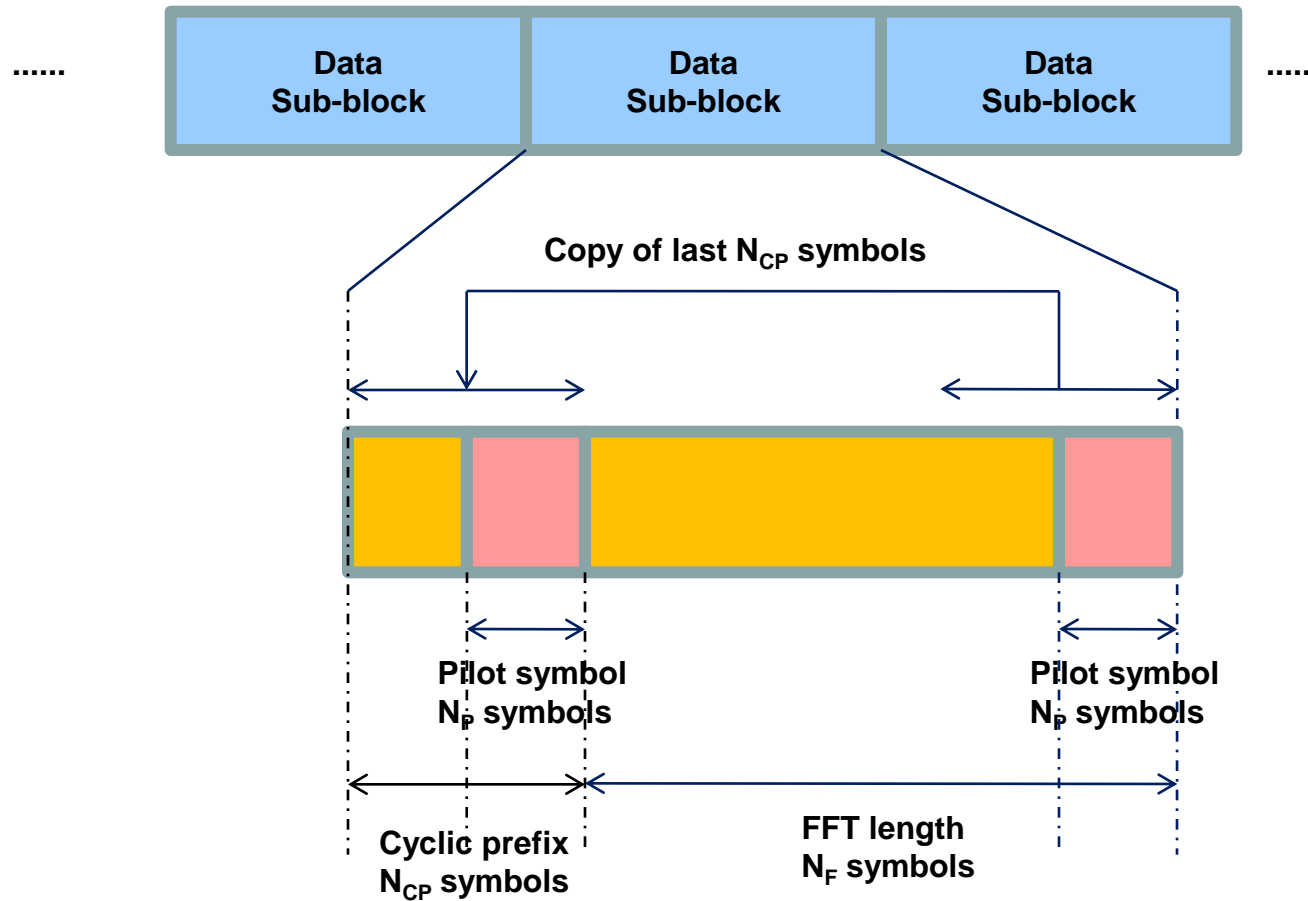 ...... Data Data Data .....
Sub-block Sub-block Sub-block
Copy of last N_CP symbols
Pilot symbol Pilot symbol
N_P symbols N_P symbols
Cyclic prefix FFT length
N_CP symbols N_F symbols